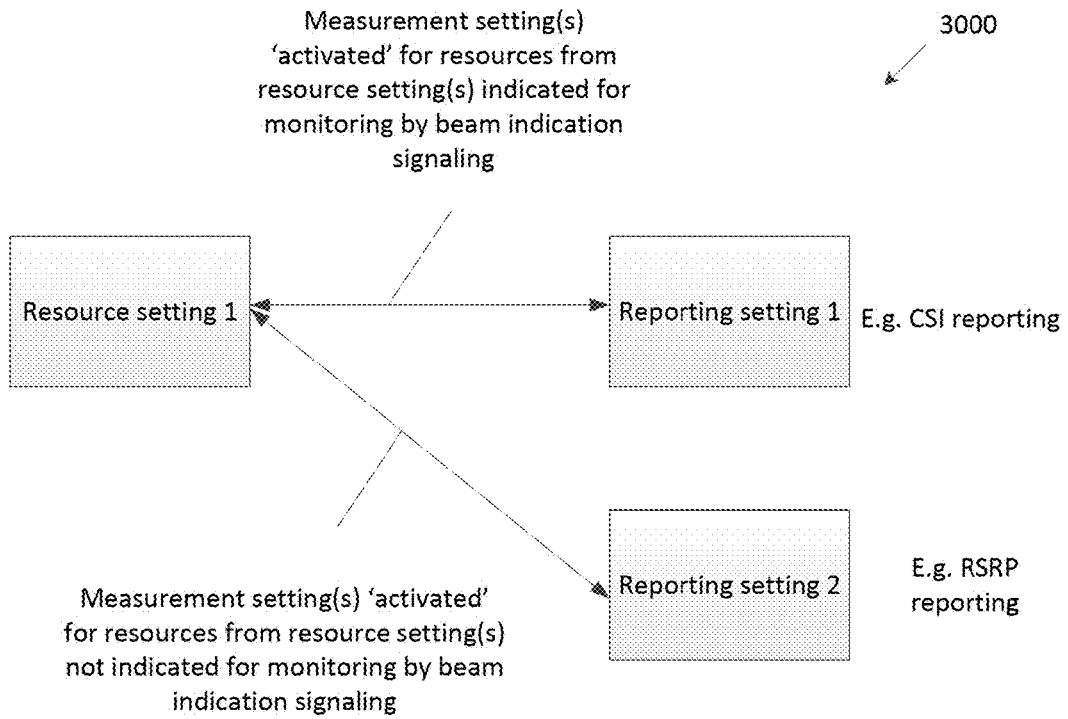 Measurement setting(s)
‘activated’ for resources from
resource setting(s) indicated for
monitoring by beam indication
signaling
3000
Resource setting 1
Reporting setting 1
E.g. CSI reporting
Reporting setting 2
E.g. RSRP
reporting
Measurement setting(s) ‘activated’
for resources from resource setting(s)
not indicated for monitoring by beam
indication signaling